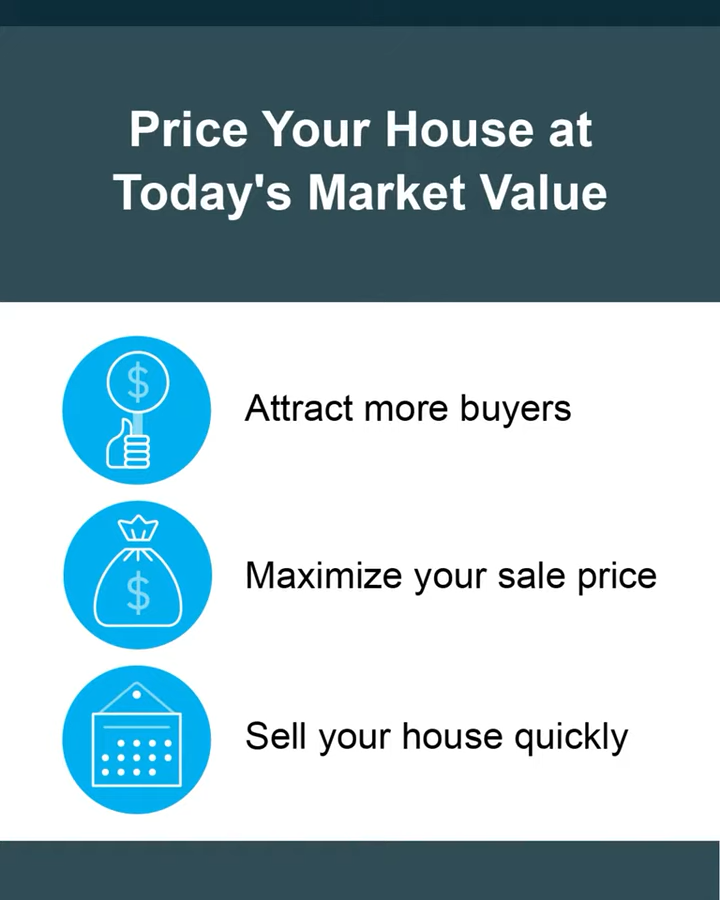 Price Your House at
Today's Market Value
$
Attract more buyers
$
Maximize your sale price
Sell your house quickly